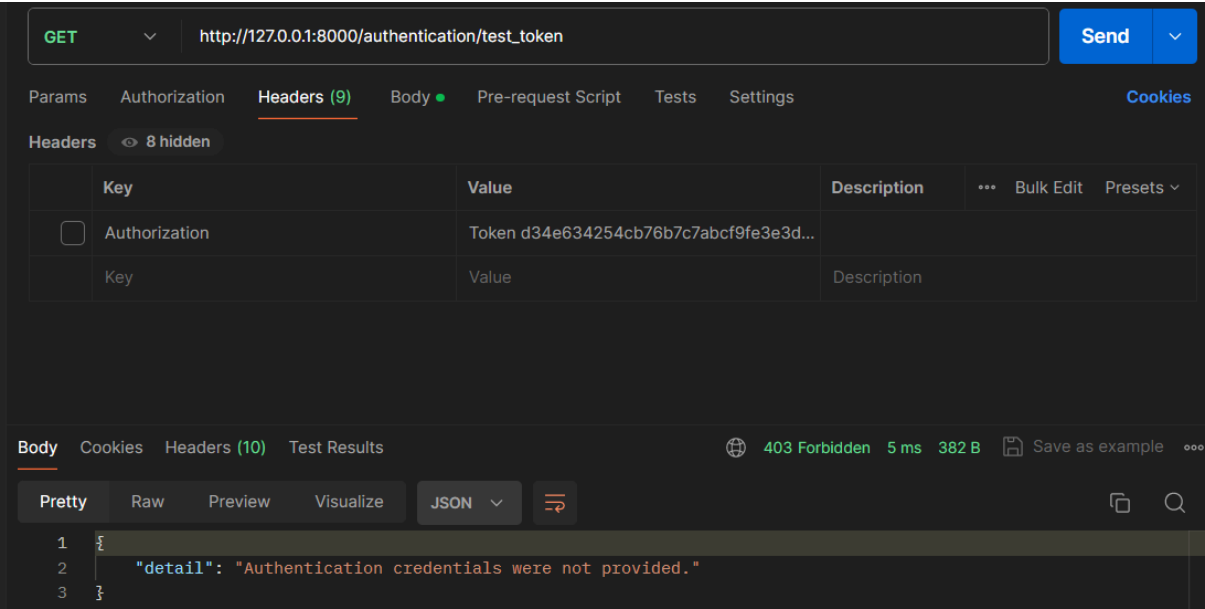 GET http://127.0.0.1:8000/authentication/test_token Send
Params Authorization Headers (9) Body Pre-request Script Tests Settings Cookies
Headers 8 hidden
Key Value Description Bulk Edit Presets
Authorization Token d34e634254cb76b7c7abcf9fe3e3d...
Key Value Description
Body Cookies Headers (10) Test Results 403 Forbidden 5 ms 382 B Save as example
Pretty Raw Preview Visualize JSON
1 {
2 "detail": "Authentication credentials were not provided."
3 }